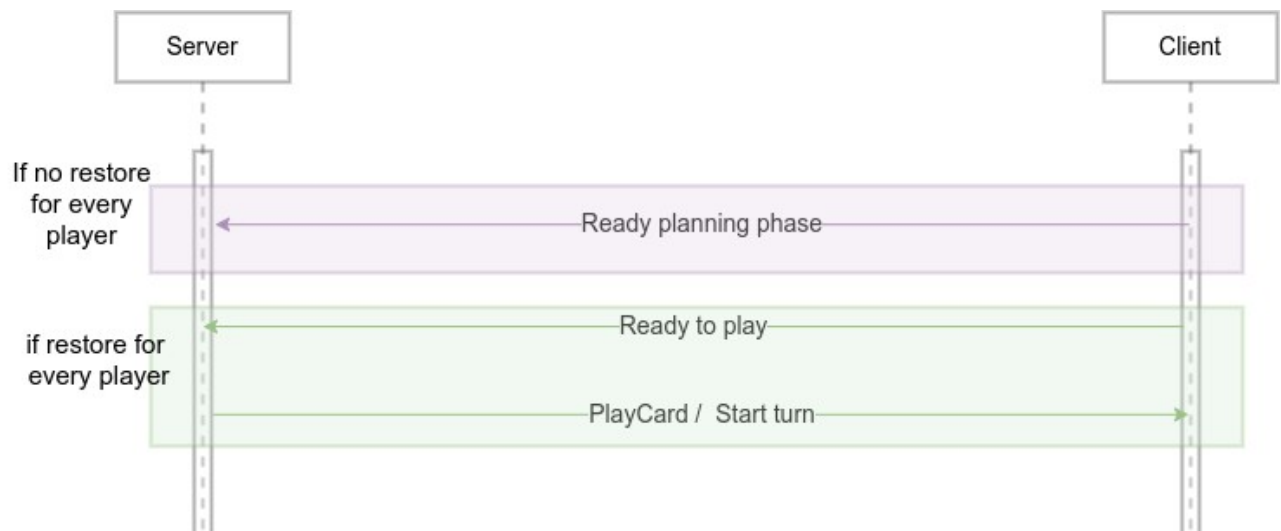 Server
Client
If no restore
for every
player
Ready planning phase
Ready to play
if restore for
every player
PlayCard /  Start turn